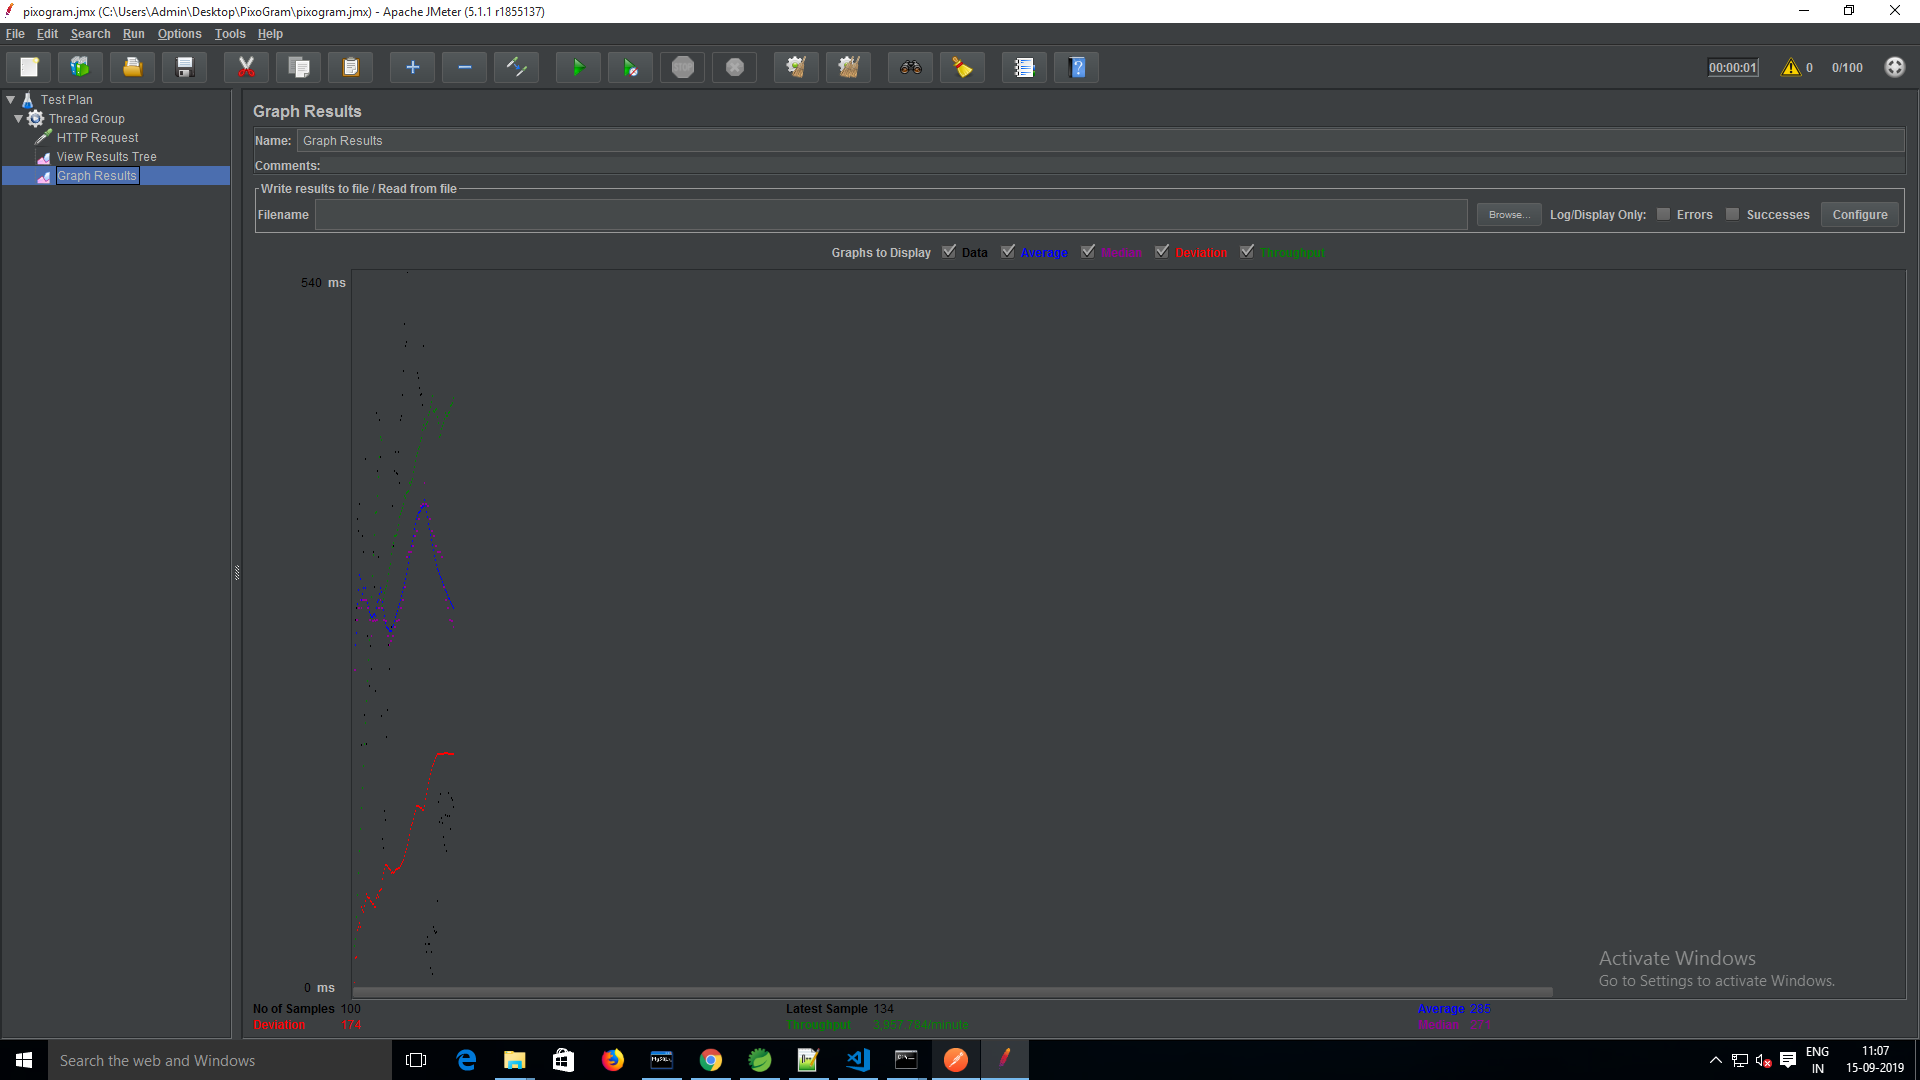 pixogram.jmx (C:\Users\Admin\Desktop\PixoGram\pixogram.jmx) - Apache JMeter (5.1.1 r1855137)
File Edit Search Run Options Tools Help
STOP
00:00:01 0 0/100
Test Plan
Thread Group
HTTP Request
View Results Tree
Graph Results
Graph Results
Name: Graph Results
Comments:
Write results to file / Read from file
Filename Browse... Log/Display Only: Errors Successes Configure
Graphs to Display Data Average Median Deviation Throughput
540 ms
0 ms
No of Samples 100 Latest Sample 134 Average 285
Deviation 174 Throughput 3,957.784/minute Median 271
Activate Windows
Go to Settings to activate Windows.
Search the web and Windows
MySQL
ENG 11:07
IN 15-09-2019